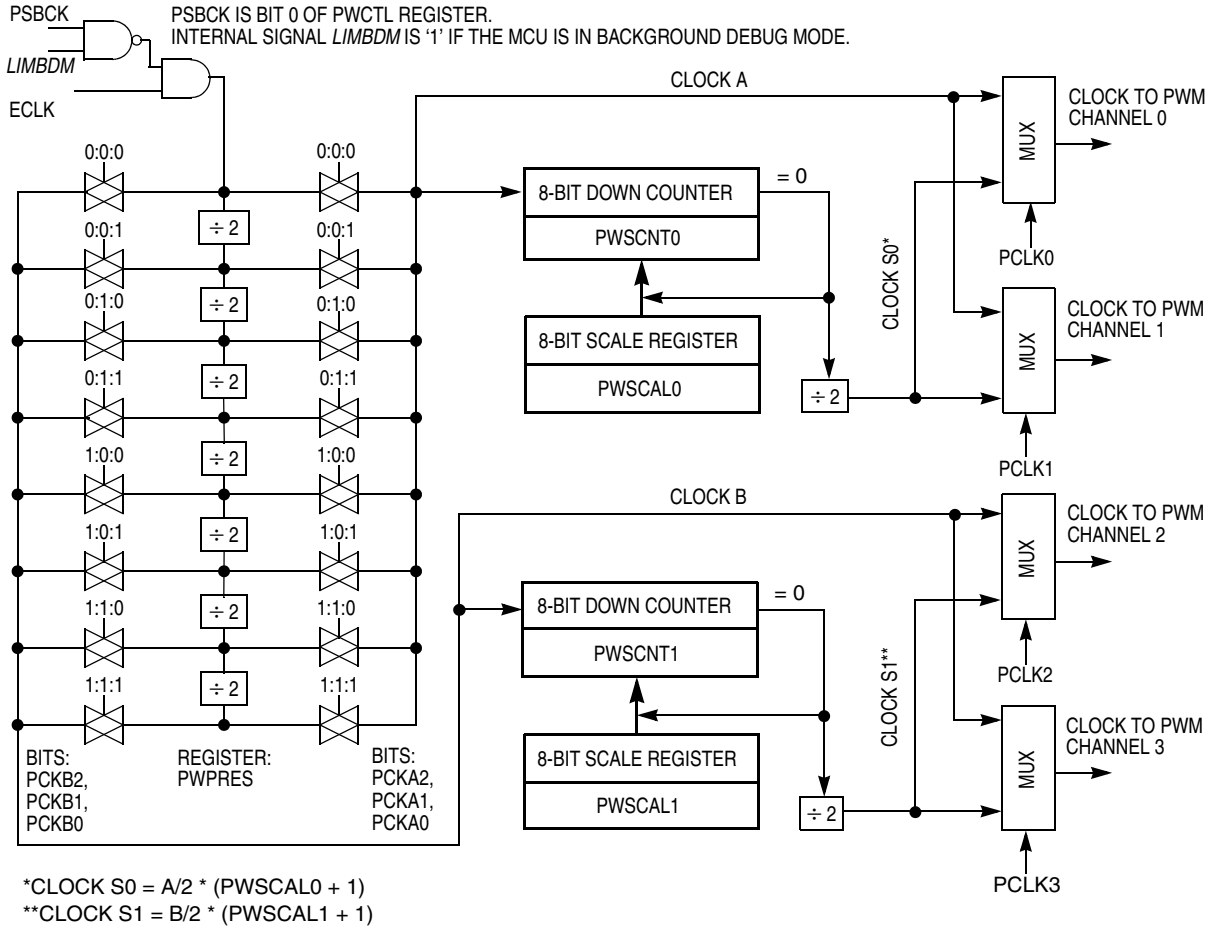 PSBCK
PSBCK IS BIT 0 OF PWCTL REGISTER.
INTERNAL SIGNAL LIMBDM IS ‘1’ IF THE MCU IS IN BACKGROUND DEBUG MODE.
LIMBDM
ECLK
CLOCK A
CLOCK TO PWM
CHANNEL 0
MUX
PCLK0
0:0:0
0:0:0
÷ 2
0:0:1
0:0:1
÷ 2
0:1:0
0:1:0
÷ 2
0:1:1
0:1:1
÷ 2
1:0:0
1:0:0
÷ 2
1:0:1
1:0:1
÷ 2
1:1:0
1:1:0
÷ 2
1:1:1
1:1:1
BITS:
PCKB2,
PCKB1,
PCKB0
REGISTER:
PWPRES
BITS:
PCKA2,
PCKA1,
PCKA0
8-BIT DOWN COUNTER
PWSCNT0
= 0
8-BIT SCALE REGISTER
PWSCAL0
÷ 2
CLOCK S0*
MUX
CLOCK TO PWM
CHANNEL 1
PCLK1
CLOCK B
CLOCK TO PWM
CHANNEL 2
MUX
PCLK2
8-BIT DOWN COUNTER
PWSCNT1
= 0
8-BIT SCALE REGISTER
PWSCAL1
÷ 2
CLOCK S1**
MUX
CLOCK TO PWM
CHANNEL 3
PCLK3
*CLOCK S0 = A/2 * (PWSCAL0 + 1)
**CLOCK S1 = B/2 * (PWSCAL1 + 1)